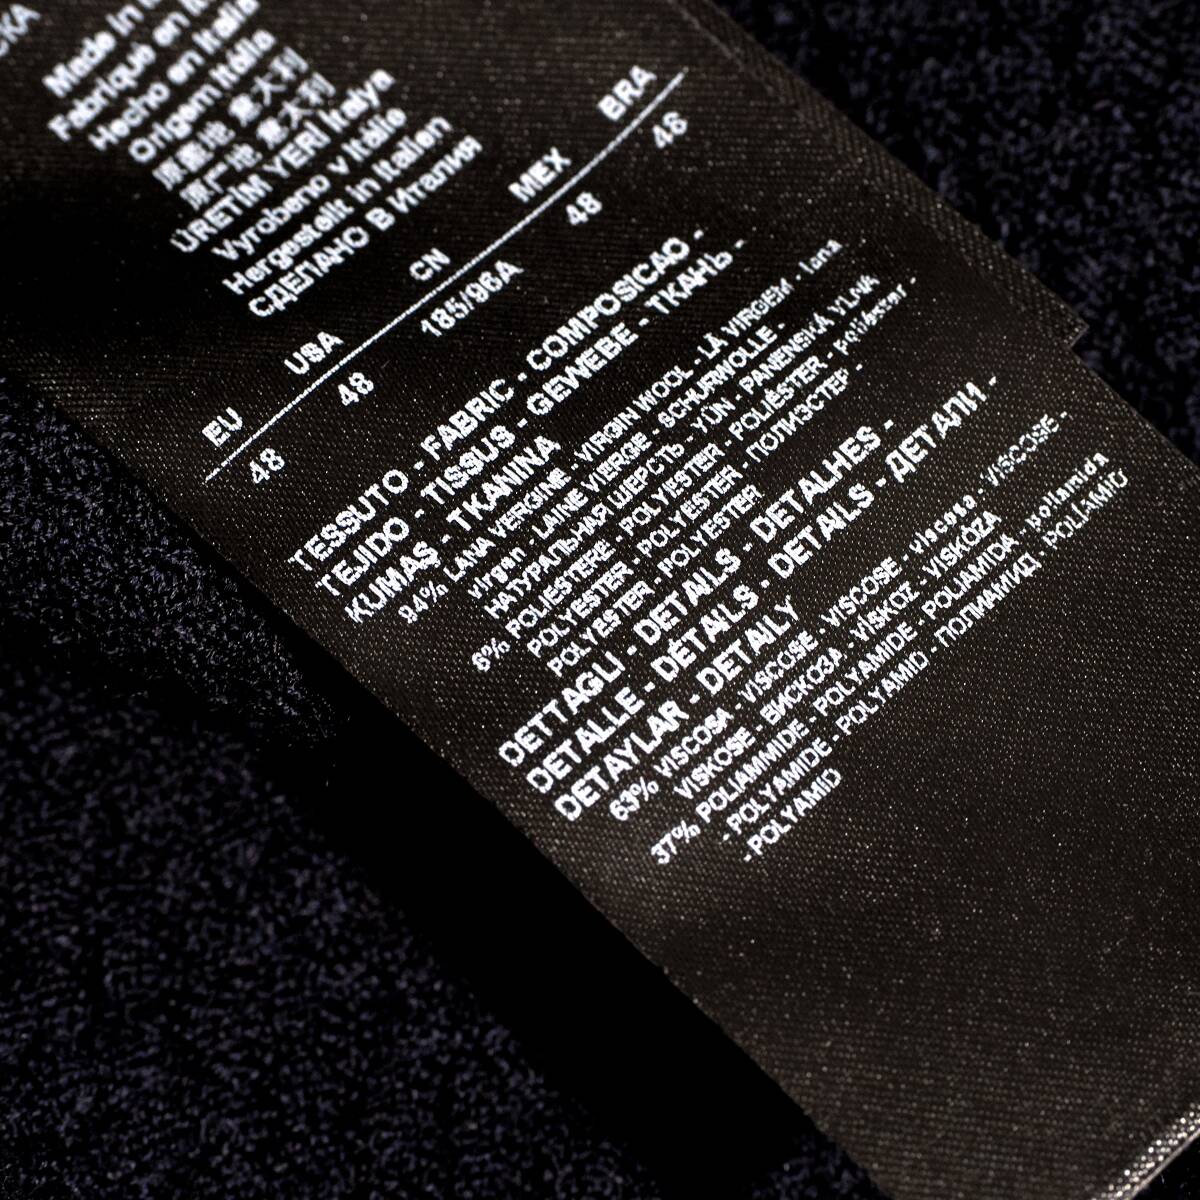 Made in
Fabriqué en
Hecho en Italia
Origem Itália
原產地 意大利
原产地 意大利
ÜRETİM YERİ İtalya
Vyrobeno v Itálie
Hergestellt in Italien
СДЕЛАНО В Италия
EU USA CN MEX BRA
48 48 185/96A 48 48
TESSUTO - FABRIC - COMPOSICAO -
TEJIDO - TISSUS - GEWEBE - ТКАНЬ -
KUMAŞ - TKANINA
94% LANA VERGINE - VIRGIN WOOL - LÃ VIRGEM - lana
virgen - LAINE VIERGE - SCHURWOLLE -
НАТУРАЛЬНАЯ ШЕРСТЬ - YÜN - PANENSKÁ VLNA
6% POLIESTERE - POLYESTER - POLIÉSTER - poliéster -
POLYESTER - POLYESTER - ПОЛИЭСТЕР -
POLYESTER - POLYESTER
DETTAGLI - DETAILS - DETALHES -
DETALLE - DÉTAILS - DETAILS - ДЕТАЛИ -
DETAYLAR - DETAILY
63% VISCOSA - VISCOSE - VISCOSE - viscosa - VISCOSE -
VISKOSE - ВИСКОЗА - VİSKOZ - VISKÓZA
37% POLIAMMIDE - POLYAMIDE - POLIAMIDA - poliamida
- POLYAMIDE - POLYAMID - ПОЛИАМИД - POLİAMİD
- POLYAMID